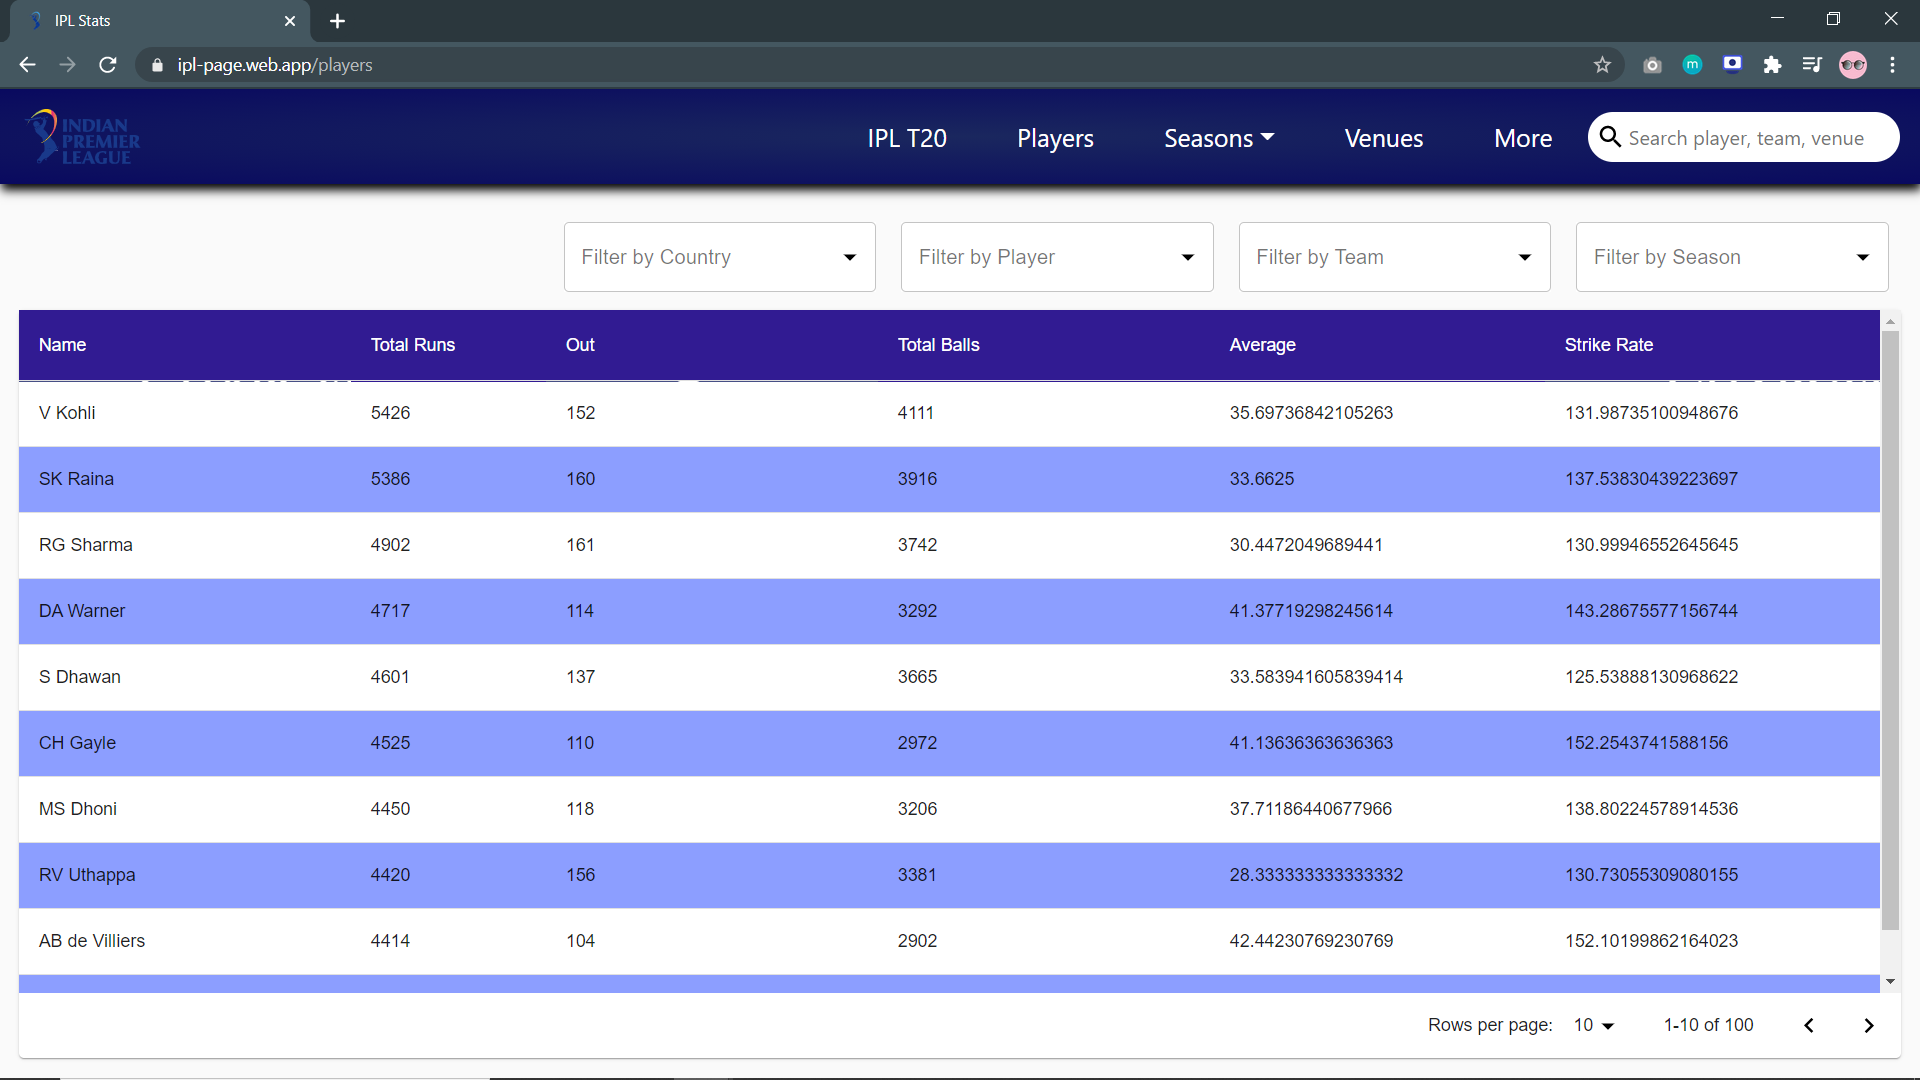 IPL Stats
ipl-page.web.app/players
m
INDIAN
PREMIER
LEAGUE
IPL T20 Players Seasons Venues More Search player, team, venue
Filter by Country Filter by Player Filter by Team Filter by Season
Name Total Runs Out Total Balls Average Strike Rate
V Kohli 5426 152 4111 35.69736842105263 131.98735100948676
SK Raina 5386 160 3916 33.6625 137.53830439223697
RG Sharma 4902 161 3742 30.4472049689441 130.99946552645645
DA Warner 4717 114 3292 41.37719298245614 143.28675577156744
S Dhawan 4601 137 3665 33.583941605839414 125.53888130968622
CH Gayle 4525 110 2972 41.13636363636363 152.2543741588156
MS Dhoni 4450 118 3206 37.71186440677966 138.80224578914536
RV Uthappa 4420 156 3381 28.333333333333332 130.73055309080155
AB de Villiers 4414 104 2902 42.44230769230769 152.10199862164023
Rows per page: 10 1-10 of 100